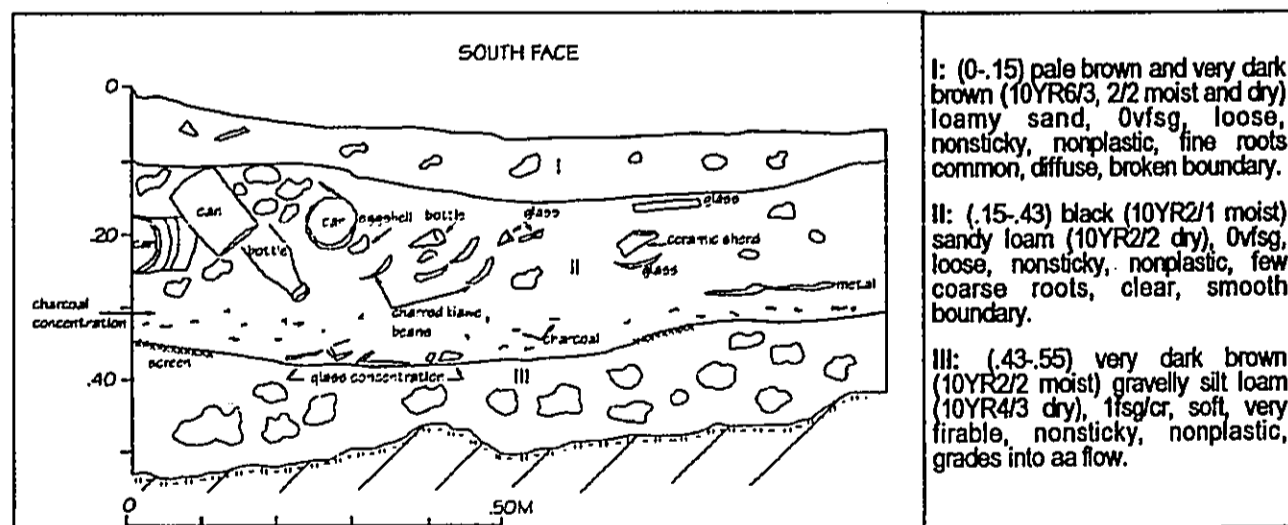 SOUTH FACE
0
.20
.40
I
can
can
can
eggshell
bottle
glass
glass
bottle
ceramic sherd
glass
II
metal
charcoal
concentration
charred kiawe
beans
charcoal
screen
glass concentration
III
0
.50M
I: (0-.15) pale brown and very dark
brown (10YR6/3, 2/2 moist and dry)
loamy sand, 0vfsg, loose,
nonsticky, nonplastic, fine roots
common, diffuse, broken boundary.
II: (.15-.43) black (10YR2/1 moist)
sandy loam (10YR2/2 dry), 0vfsg,
loose, nonsticky, nonplastic, few
coarse roots, clear, smooth
boundary.
III: (.43-.55) very dark brown
(10YR2/2 moist) gravelly silt loam
(10YR4/3 dry), 1fsg/cr, soft, very
firable, nonsticky, nonplastic,
grades into aa flow.